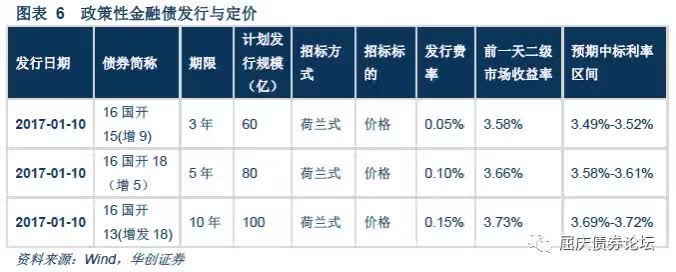 图表 6 政策性金融债发行与定价
发行日期 债券简称 期限 计划发行规模（亿） 招标方式 招标标的 发行费率 前一天二级市场收益率 预期中标利率区间
2017-01-10 16 国开 15(增 9) 3 年 60 荷兰式 价格 0.05% 3.58% 3.49%-3.52%
2017-01-10 16 国开 18（增 5） 5 年 80 荷兰式 价格 0.10% 3.66% 3.58%-3.61%
2017-01-10 16 国开 13(增发 18) 10 年 100 荷兰式 价格 0.15% 3.73% 3.69%-3.72%
资料来源：Wind，华创证券
屈庆债券论坛